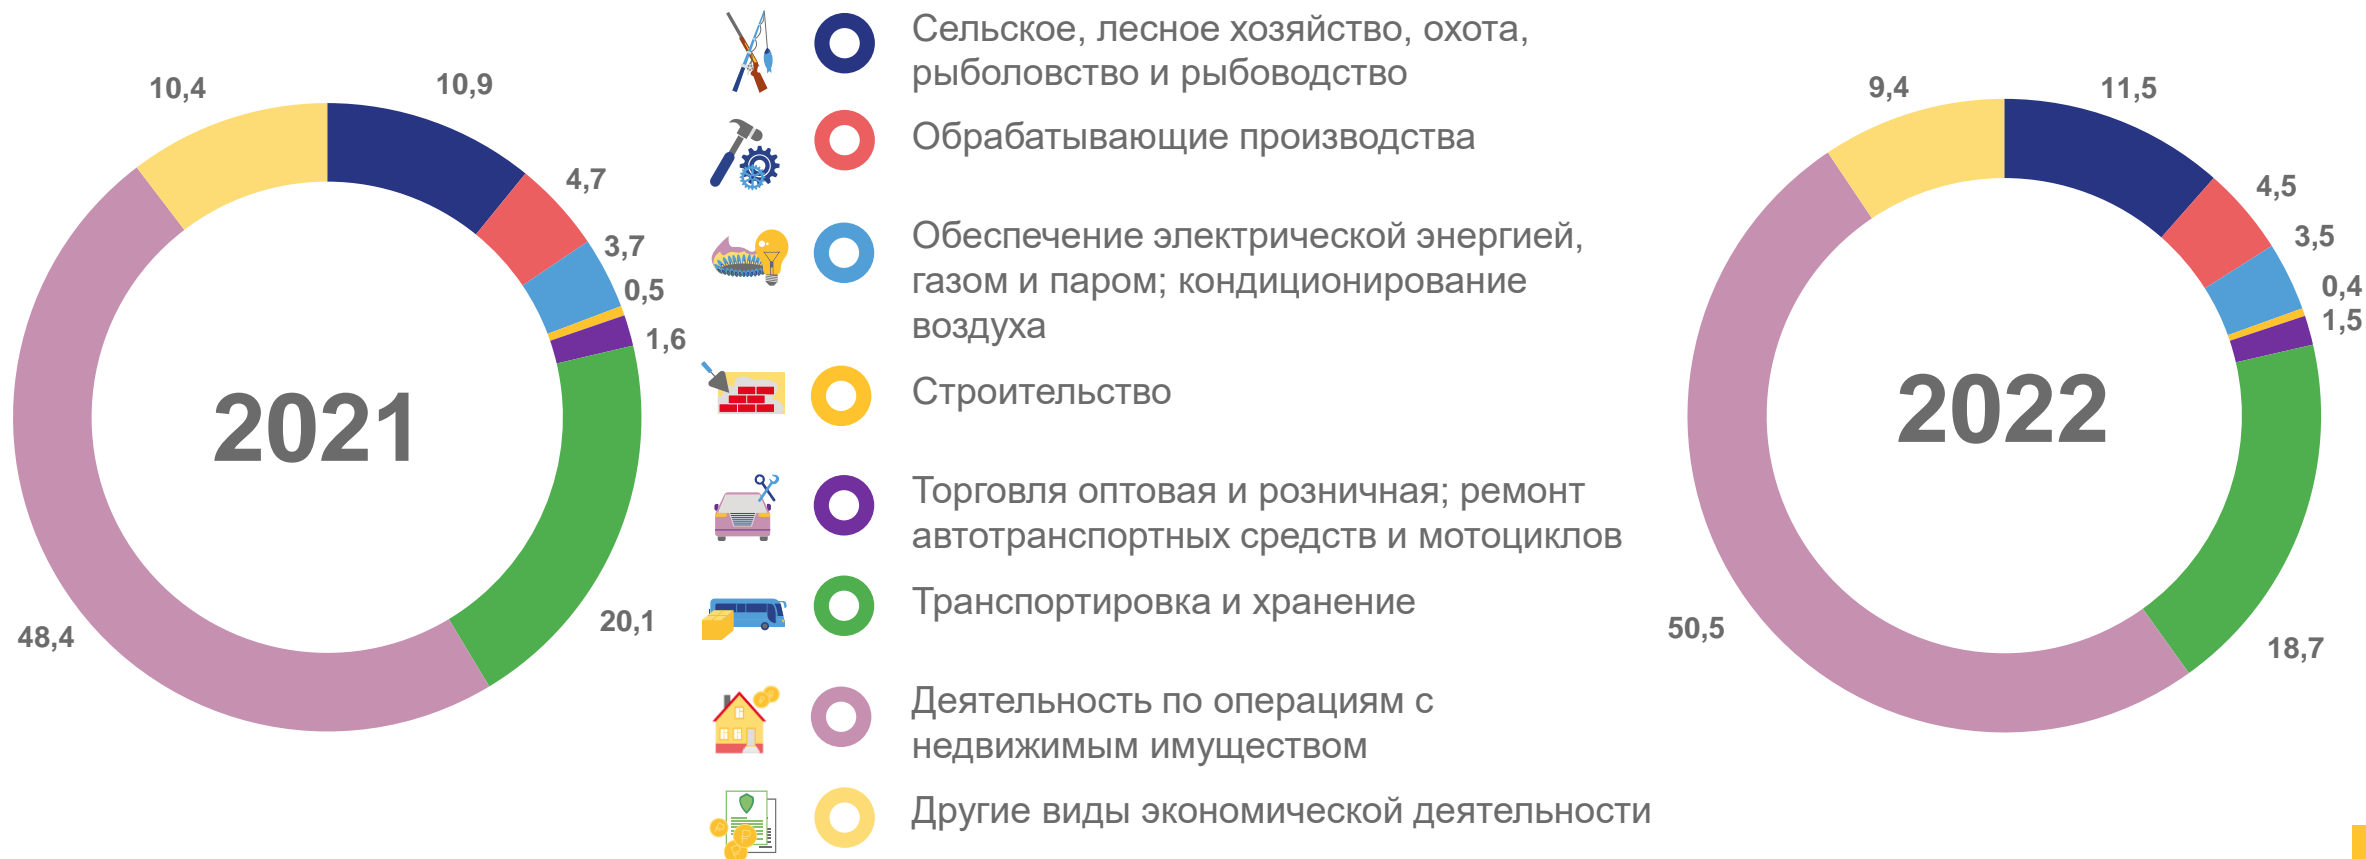 10,4
10,9
4,7
3,7
0,5
1,6
20,1
48,4
2021
Сельское, лесное хозяйство, охота,
рыболовство и рыбоводство
Обрабатывающие производства
Обеспечение электрической энергией,
газом и паром; кондиционирование
воздуха
Строительство
Торговля оптовая и розничная; ремонт
автотранспортных средств и мотоциклов
Транспортировка и хранение
Деятельность по операциям с
недвижимым имуществом
Другие виды экономической деятельности
9,4
11,5
4,5
3,5
0,4
1,5
18,7
50,5
2022